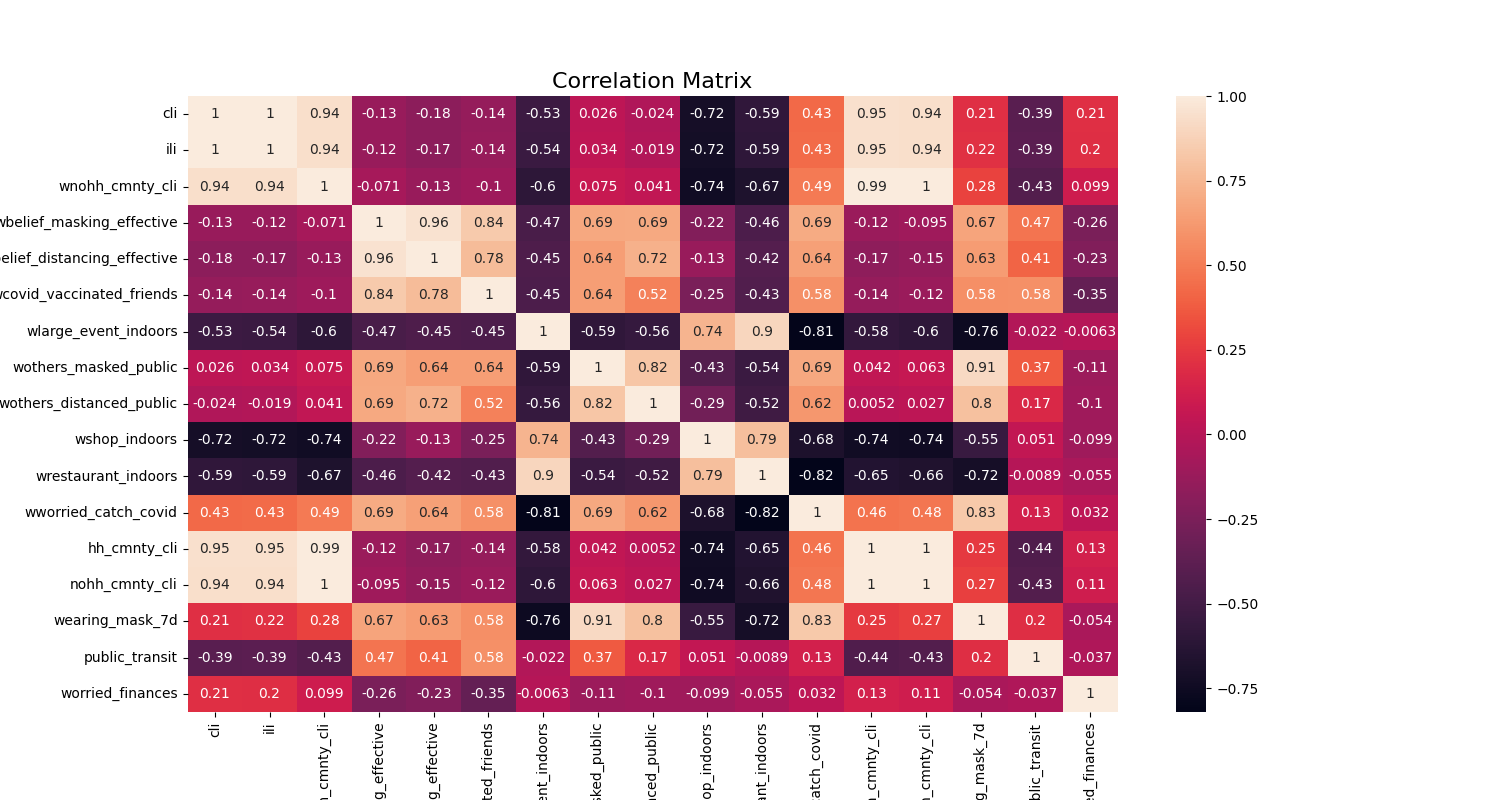 Correlation Matrix
cli 1 1 0.94 -0.13 -0.18 -0.14 -0.53 0.026 -0.024 -0.72 -0.59 0.43 0.95 0.94 0.21 -0.39 0.21
ili 1 1 0.94 -0.12 -0.17 -0.14 -0.54 0.034 -0.019 -0.72 -0.59 0.43 0.95 0.94 0.22 -0.39 0.2
wnohh_cmnty_cli 0.94 0.94 1 -0.071 -0.13 -0.1 -0.6 0.075 0.041 -0.74 -0.67 0.49 0.99 1 0.28 -0.43 0.099
wbelief_masking_effective -0.13 -0.12 -0.071 1 0.96 0.84 -0.47 0.69 0.69 -0.22 -0.46 0.69 -0.12 -0.095 0.67 0.47 -0.26
elief_distancing_effective -0.18 -0.17 -0.13 0.96 1 0.78 -0.45 0.64 0.72 -0.13 -0.42 0.64 -0.17 -0.15 0.63 0.41 -0.23
covid_vaccinated_friends -0.14 -0.14 -0.1 0.84 0.78 1 -0.45 0.64 0.52 -0.25 -0.43 0.58 -0.14 -0.12 0.58 0.58 -0.35
wlarge_event_indoors -0.53 -0.54 -0.6 -0.47 -0.45 -0.45 1 -0.59 -0.56 0.74 0.9 -0.81 -0.58 -0.6 -0.76 -0.022 -0.0063
wothers_masked_public 0.026 0.034 0.075 0.69 0.64 0.64 -0.59 1 0.82 -0.43 -0.54 0.69 0.042 0.063 0.91 0.37 -0.11
wothers_distanced_public -0.024 -0.019 0.041 0.69 0.72 0.52 -0.56 0.82 1 -0.29 -0.52 0.62 0.0052 0.027 0.8 0.17 -0.1
wshop_indoors -0.72 -0.72 -0.74 -0.22 -0.13 -0.25 0.74 -0.43 -0.29 1 0.79 -0.68 -0.74 -0.74 -0.55 0.051 -0.099
wrestaurant_indoors -0.59 -0.59 -0.67 -0.46 -0.42 -0.43 0.9 -0.54 -0.52 0.79 1 -0.82 -0.65 -0.66 -0.72 -0.0089 -0.055
wworried_catch_covid 0.43 0.43 0.49 0.69 0.64 0.58 -0.81 0.69 0.62 -0.68 -0.82 1 0.46 0.48 0.83 0.13 0.032
hh_cmnty_cli 0.95 0.95 0.99 -0.12 -0.17 -0.14 -0.58 0.042 0.0052 -0.74 -0.65 0.46 1 1 0.25 -0.44 0.13
nohh_cmnty_cli 0.94 0.94 1 -0.095 -0.15 -0.12 -0.6 0.063 0.027 -0.74 -0.66 0.48 1 1 0.27 -0.43 0.11
wearing_mask_7d 0.21 0.22 0.28 0.67 0.63 0.58 -0.76 0.91 0.8 -0.55 -0.72 0.83 0.25 0.27 1 0.2 -0.054
public_transit -0.39 -0.39 -0.43 0.47 0.41 0.58 -0.022 0.37 0.17 0.051 -0.0089 0.13 -0.44 -0.43 0.2 1 -0.037
worried_finances 0.21 0.2 0.099 -0.26 -0.23 -0.35 -0.0063 -0.11 -0.1 -0.099 -0.055 0.032 0.13 0.11 -0.054 -0.037 1
cli
ili
_cmnty_cli
g_effective
g_effective
ted_friends
ent_indoors
sked_public
nced_public
op_indoors
ant_indoors
catch_covid
_cmnty_cli
_cmnty_cli
g_mask_7d
blic_transit
ed_finances
1.00
0.75
0.50
0.25
0.00
−0.25
−0.50
−0.75